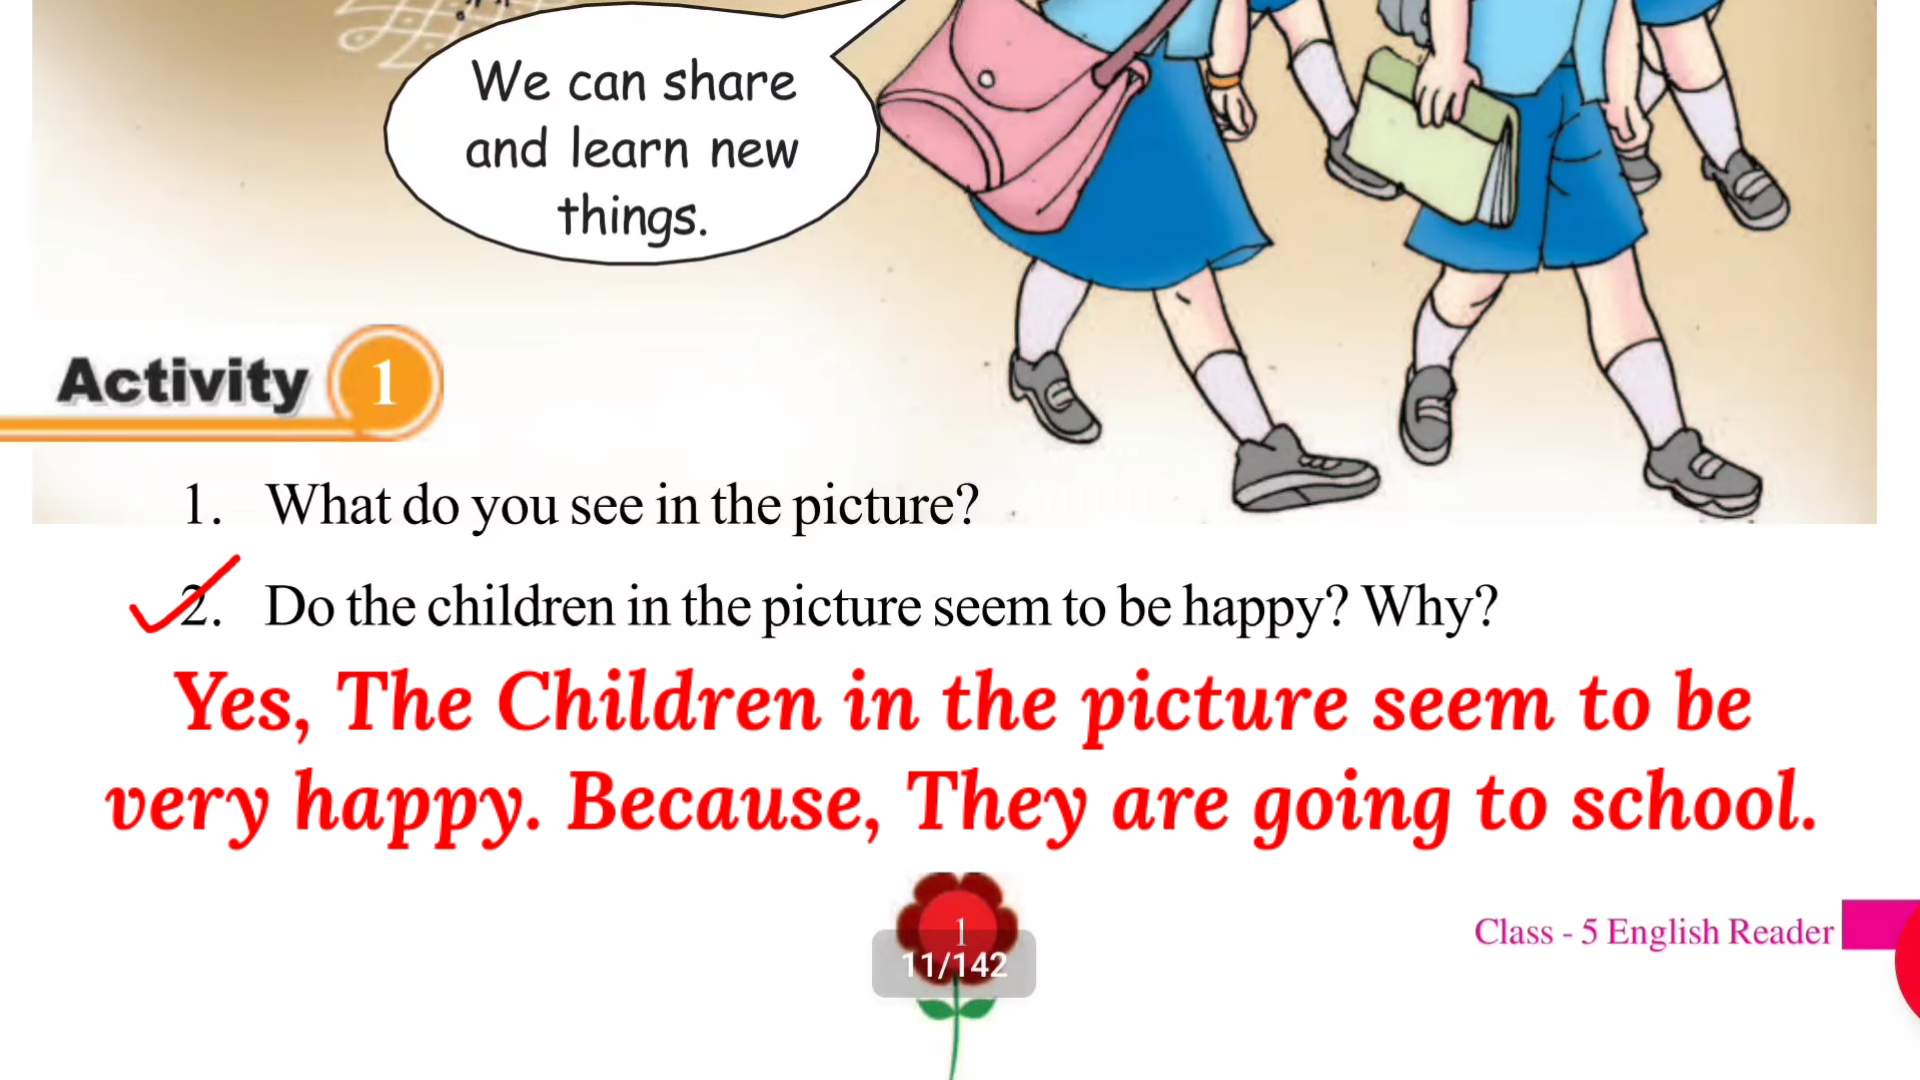 We can share
and learn new
things.
Activity 1
1. What do you see in the picture?
2. Do the children in the picture seem to be happy? Why?
Yes, The Children in the picture seem to be
very happy. Because, They are going to school.
1
11/142
Class - 5 English Reader